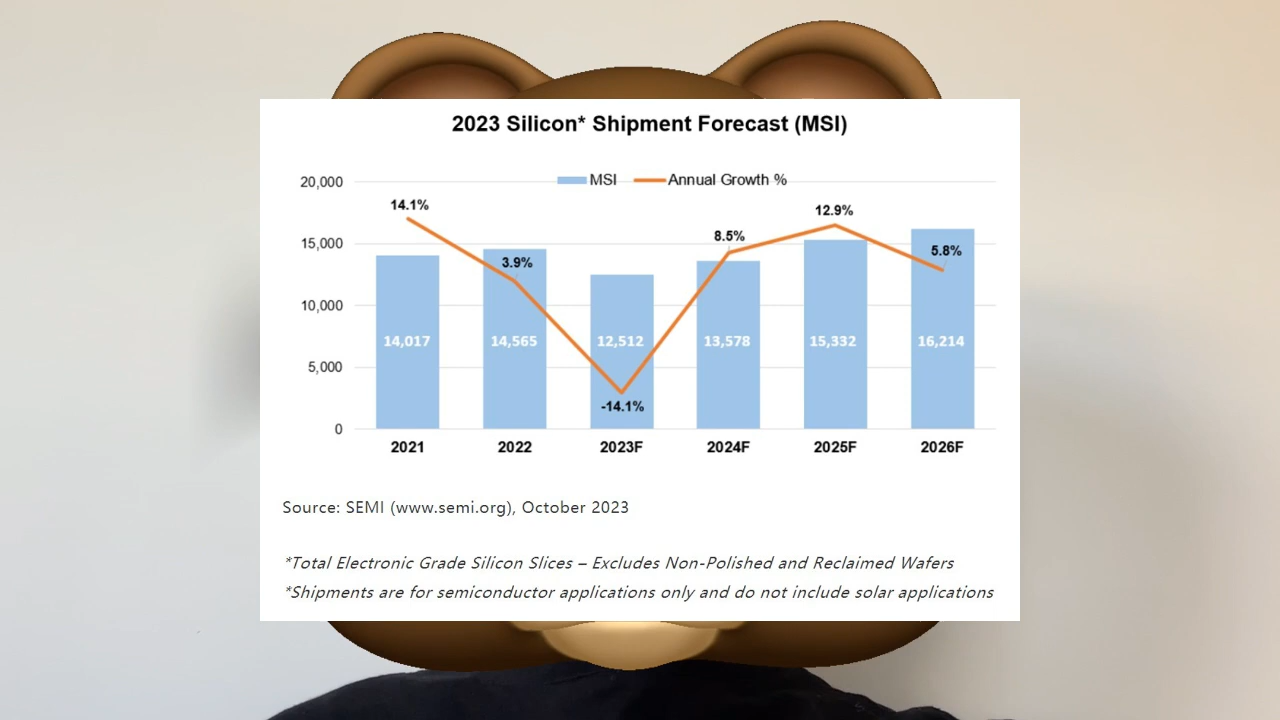 2023 Silicon* Shipment Forecast (MSI)
MSI
Annual Growth %
20,000
15,000
10,000
5,000
0
14.1%
3.9%
-14.1%
8.5%
12.9%
5.8%
14,017
14,565
12,512
13,578
15,332
16,214
2021
2022
2023F
2024F
2025F
2026F
Source: SEMI (www.semi.org), October 2023
*Total Electronic Grade Silicon Slices – Excludes Non-Polished and Reclaimed Wafers
*Shipments are for semiconductor applications only and do not include solar applications